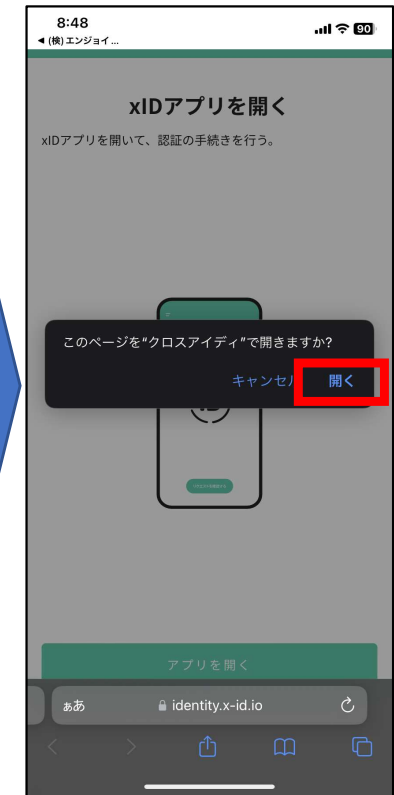 8:48
90
◀ (検) エンジョイ...
xIDアプリを開く
xIDアプリを開いて、認証の手続きを行う。
このページを“クロスアイディ”で開きますか?
キャンセル
開く
アプリを開く
ぁあ
identity.x-id.io